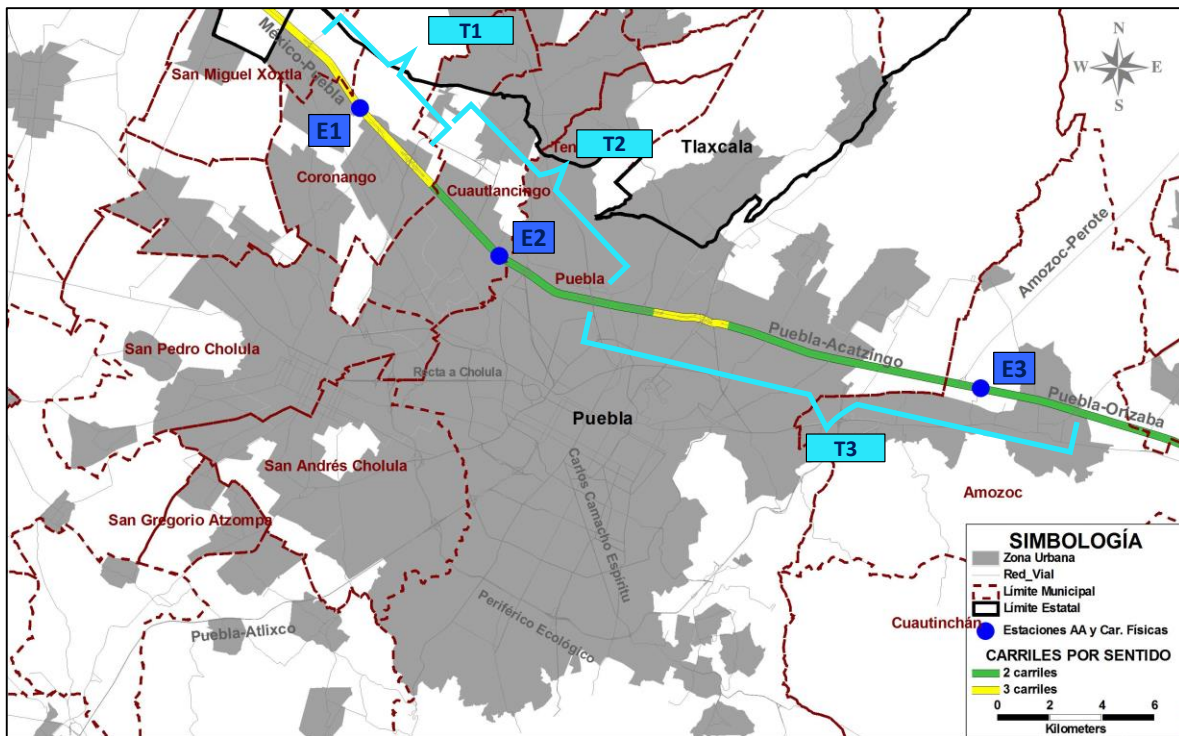 T1
N
México-Puebla
W E
San Miguel Xoxtla
S
E1
T2
Ten
Tlaxcala
Coronango
Cuautlancingo
E2
Amozoc-Perote
Puebla
Puebla-Acatzingo
San Pedro Cholula
Recta a Cholula
E3
Puebla-Orizaba
Puebla
T3
San Andrés Cholula
Carlos Camacho Espíritu
Amozoc
San Gregorio Atzompa
SIMBOLOGÍA
Zona Urbana
Red_Vial
Límite Municipal
Límite Estatal
Estaciones AA y Car. Físicas
CARRILES POR SENTIDO
2 carriles
3 carriles
0 2 4 6
Kilometers
Cuautinchán
Periférico Ecológico
Puebla-Atlixco